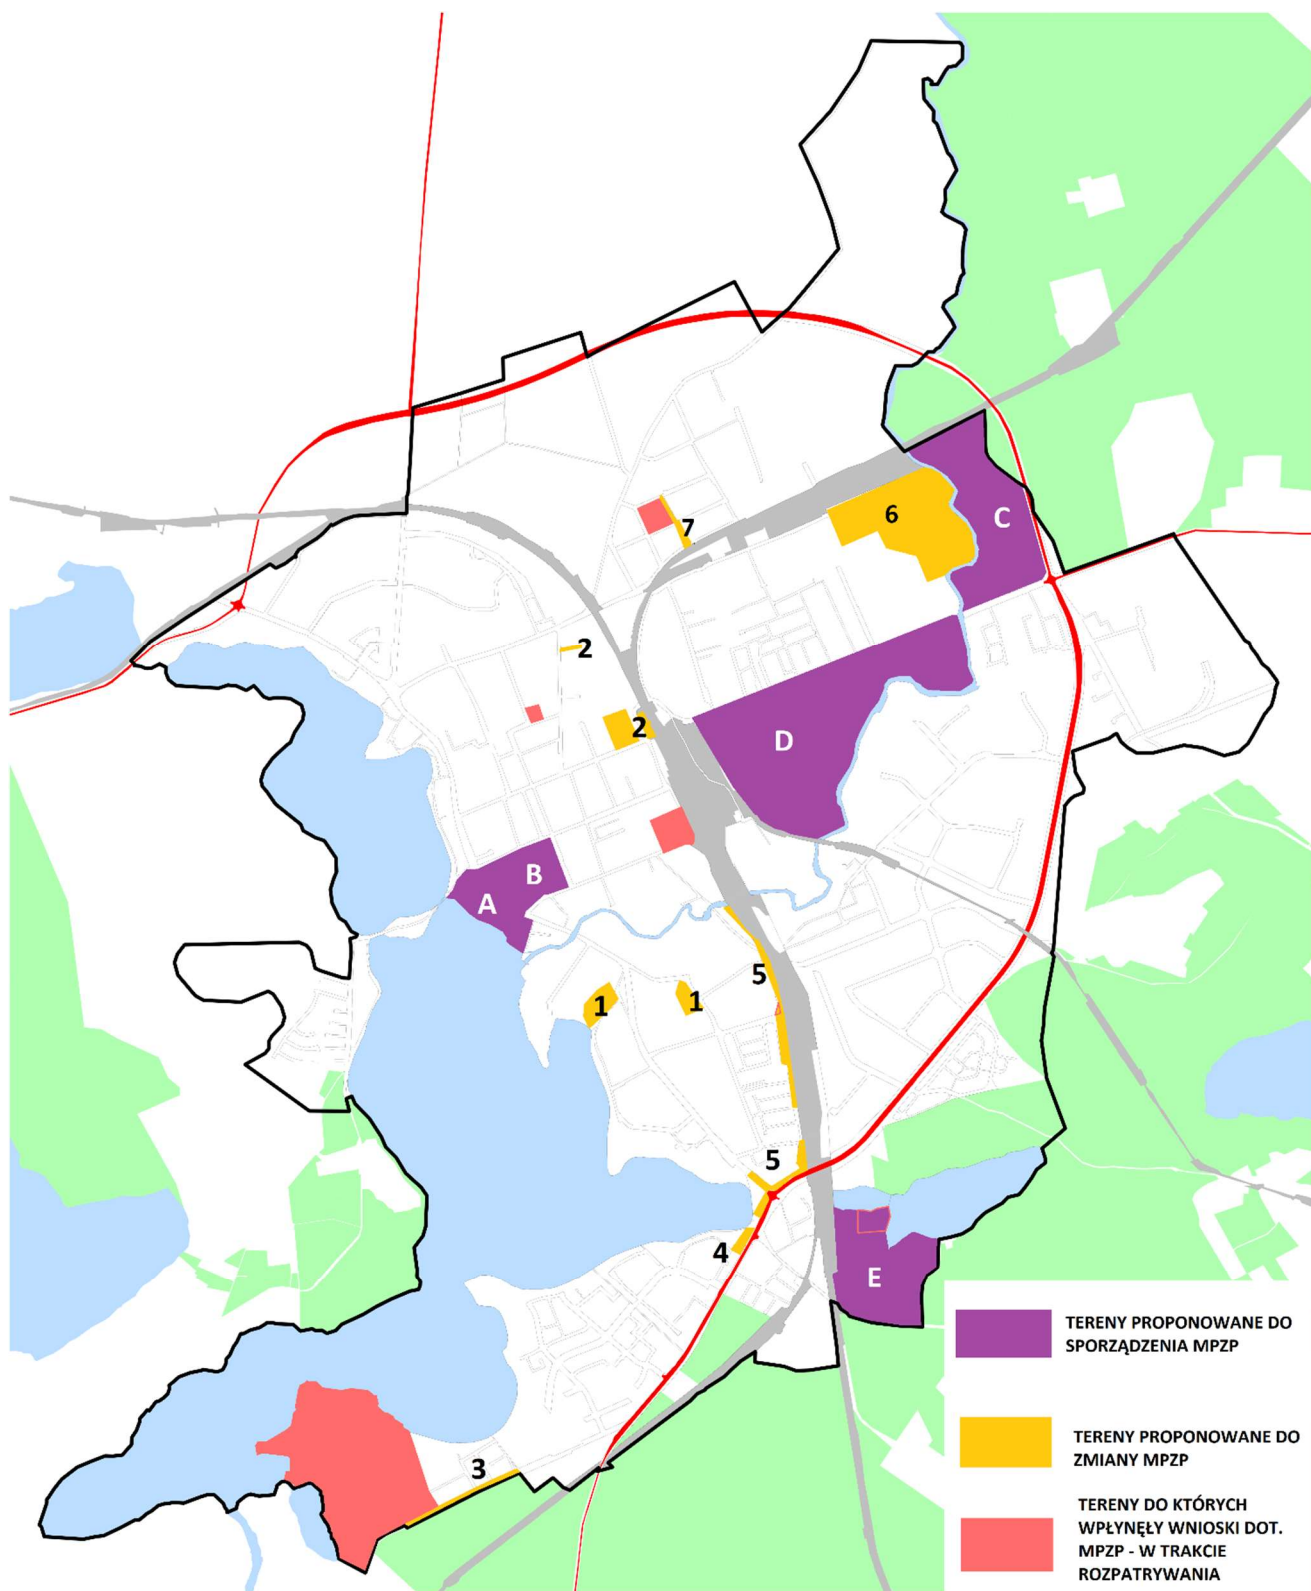 6
C
7
2
2
D
B
A
5
1
1
5
4
E
3
TERENY PROPONOWANE DO
SPORZĄDZENIA MPZP
TERENY PROPONOWANE DO
ZMIANY MPZP
TERENY DO KTÓRYCH
WPŁYNĘŁY WNIOSKI DOT.
MPZP - W TRAKCIE
ROZPATRYWANIA